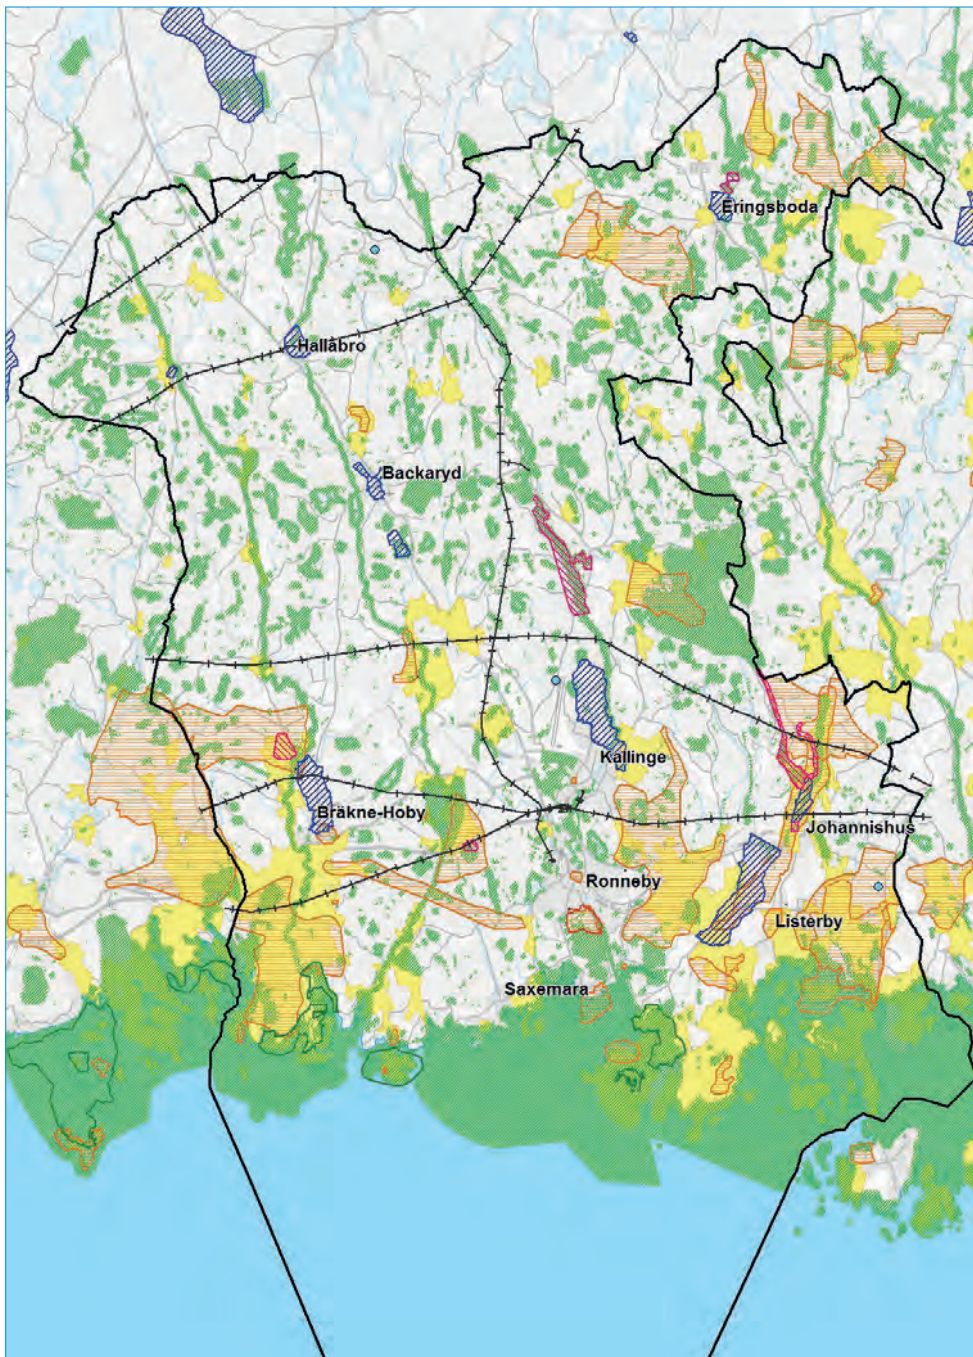 Eringsboda
Hallabro
Backaryd
Kallinge
Bräkne-Hoby
Johannishus
Ronneby
Listerby
Saxemara